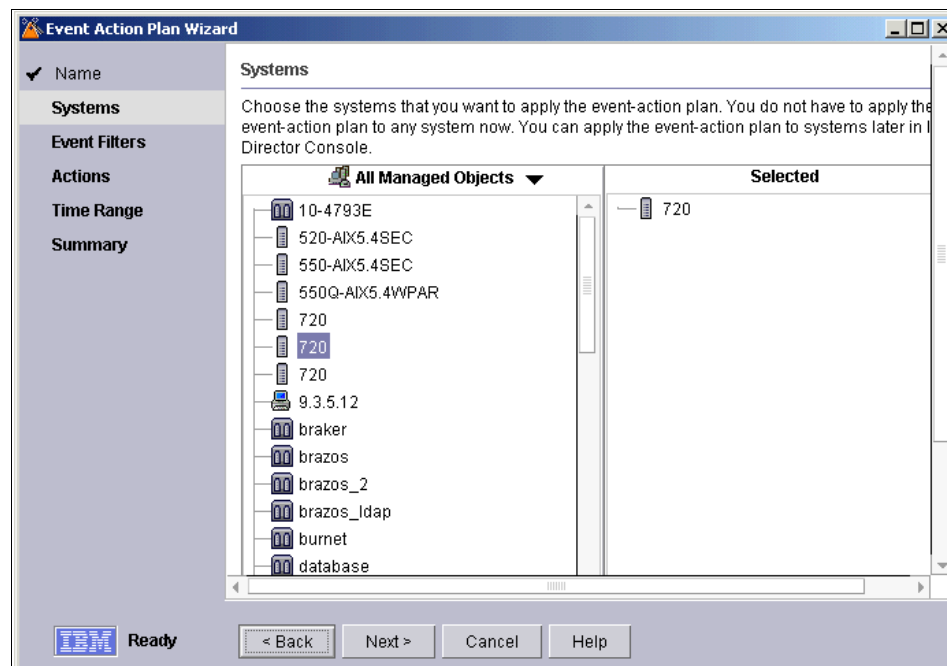 Event Action Plan Wizard
Name
Systems
Event Filters
Actions
Time Range
Summary
Systems
Choose the systems that you want to apply the event-action plan. You do not have to apply the
event-action plan to any system now. You can apply the event-action plan to systems later in
Director Console.
All Managed Objects
10-4793E
520-AIX5.4SEC
550-AIX5.4SEC
550Q-AIX5.4WPAR
720
720
720
9.3.5.12
braker
brazos
brazos_2
brazos_ldap
burnet
database
Selected
720
IBM Ready
< Back
Next >
Cancel
Help